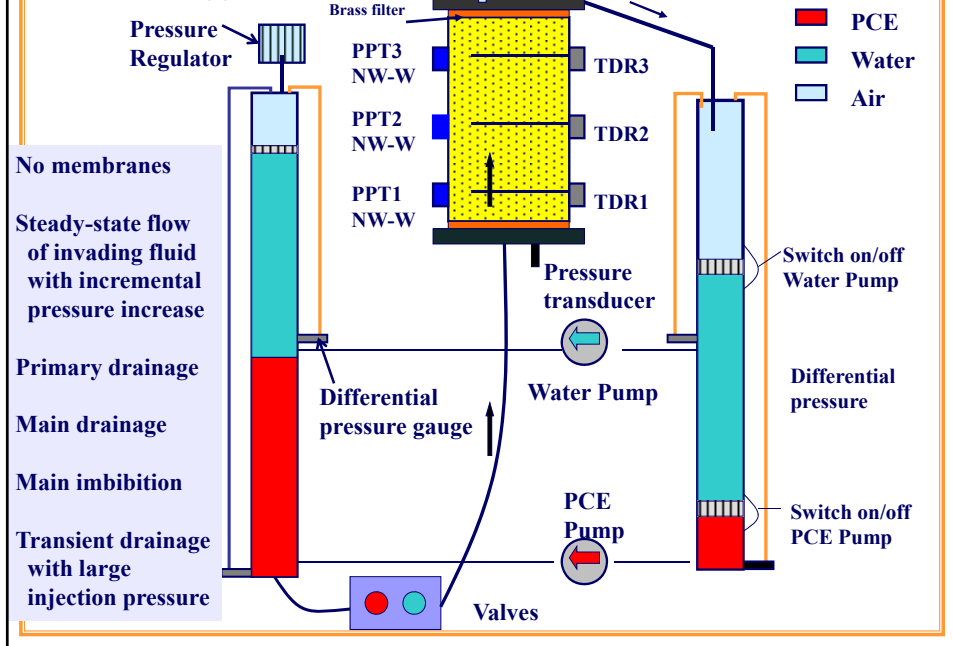 Brass filter
Pressure
Regulator
PPT3
NW-W
PPT2
NW-W
PPT1
NW-W
TDR3
TDR2
TDR1
PCE
Water
Air
No membranes
Steady-state flow
of invading fluid
with incremental
pressure increase
Primary drainage
Main drainage
Main imbibition
Transient drainage
with large
injection pressure
Pressure
transducer
Switch on/off
Water Pump
Water Pump
Differential
pressure gauge
Differential
pressure
PCE
Pump
Switch on/off
PCE Pump
Valves